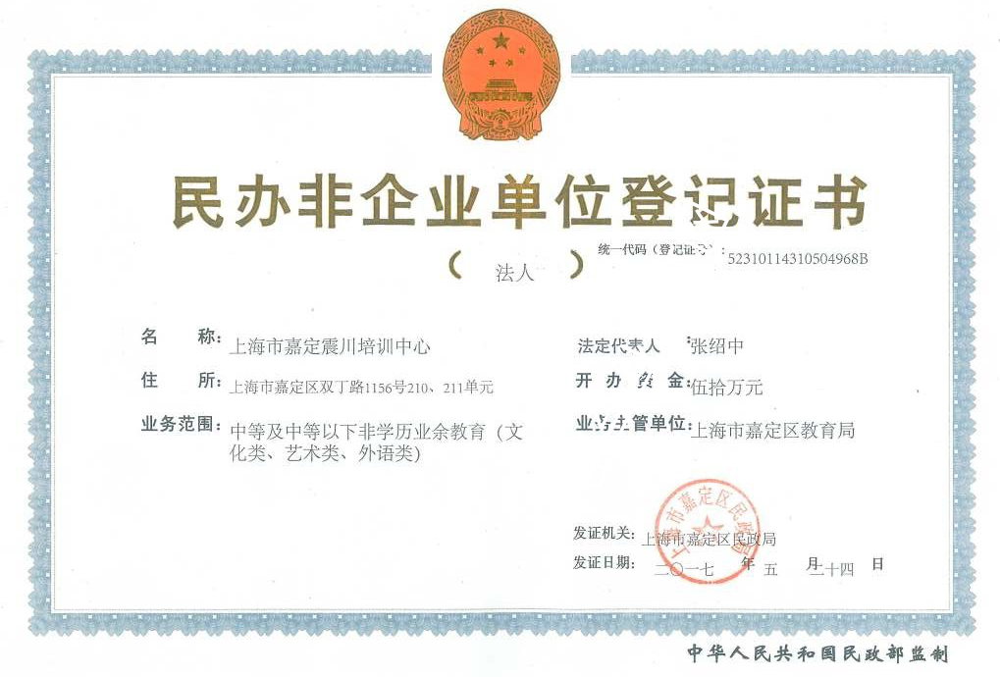 民办非企业单位登记证书
统一代码（登记证号）：52310114310504968B
（ 法人 ）
名 称：上海市嘉定震川培训中心
法定代表人：张绍中
住 所：上海市嘉定区双丁路1156号210、211单元
开办资金：伍拾万元
业务范围：中等及中等以下非学历业余教育（文
化类、艺术类、外语类）
业务主管单位：上海市嘉定区教育局
上海市嘉定区民政局
发证机关：上海市嘉定区民政局
发证日期：二〇一七 年 五 月二十四 日
中华人民共和国民政部监制